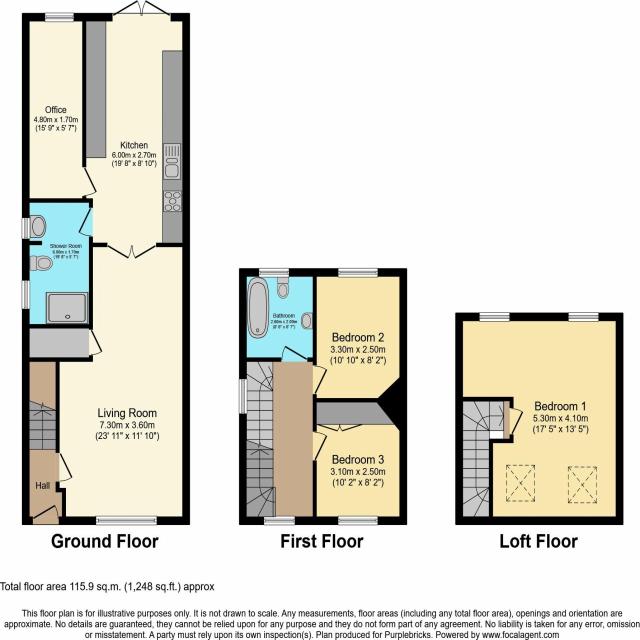 Office
4.80m x 1.70m
(15' 9" x 5' 7")
Kitchen
6.00m x 2.70m
(19' 8" x 8' 10")
Shower Room
Living Room
7.30m x 3.60m
(23' 11" x 11' 10")
Hall
Ground Floor
Bathroom
2.60m x 2.00m
(8' 6" x 6' 7")
Bedroom 2
3.30m x 2.50m
(10' 10" x 8' 2")
Bedroom 3
3.10m x 2.50m
(10' 2" x 8' 2")
First Floor
Bedroom 1
5.30m x 4.10m
(17' 5" x 13' 5")
Loft Floor
Total floor area 115.9 sq.m. (1,248 sq.ft.) approx
This floor plan is for illustrative purposes only. It is not drawn to scale. Any measurements, floor areas (including any total floor area), openings and orientation are
approximate. No details are guaranteed, they cannot be relied upon for any purpose and they do not form part of any agreement. No liability is taken for any error, omission
or misstatement. A party must rely upon its own inspection(s). Plan produced for Purplebricks. Powered by www.focalagent.com